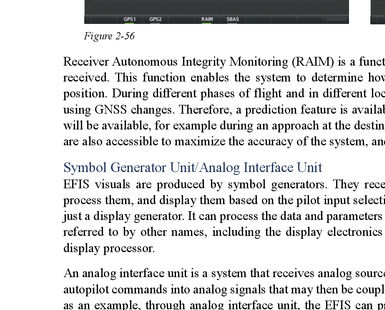 GPS1 GPS2 RAIM SBAS
Figure 2-56
Receiver Autonomous Integrity Monitoring (RAIM) is a funct
received. This function enables the system to determine how
position. During different phases of flight and in different loc
using GNSS changes. Therefore, a prediction feature is availab
will be available, for example during an approach at the destin
are also accessible to maximize the accuracy of the system, and
Symbol Generator Unit/Analog Interface Unit
EFIS visuals are produced by symbol generators. They rece
process them, and display them based on the pilot input selecti
just a display generator. It can process the data and parameters
referred to by other names, including the display electronics
display processor.
An analog interface unit is a system that receives analog source
autopilot commands into analog signals that may then be coupl
as an example, through analog interface unit, the EFIS can pr